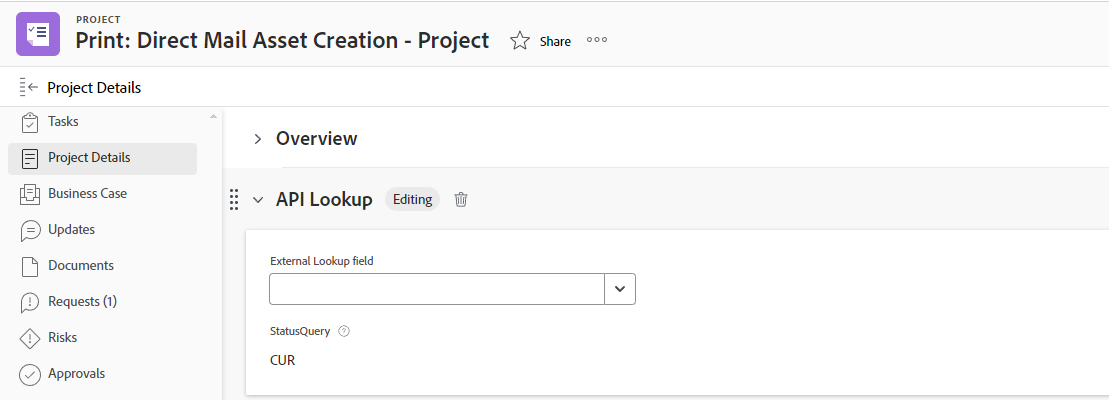 PROJECT
Print: Direct Mail Asset Creation - Project
Share
Project Details
Tasks
Project Details
Business Case
Updates
Documents
Requests (1)
Risks
Approvals
Overview
API Lookup Editing
External Lookup field
StatusQuery ?
CUR